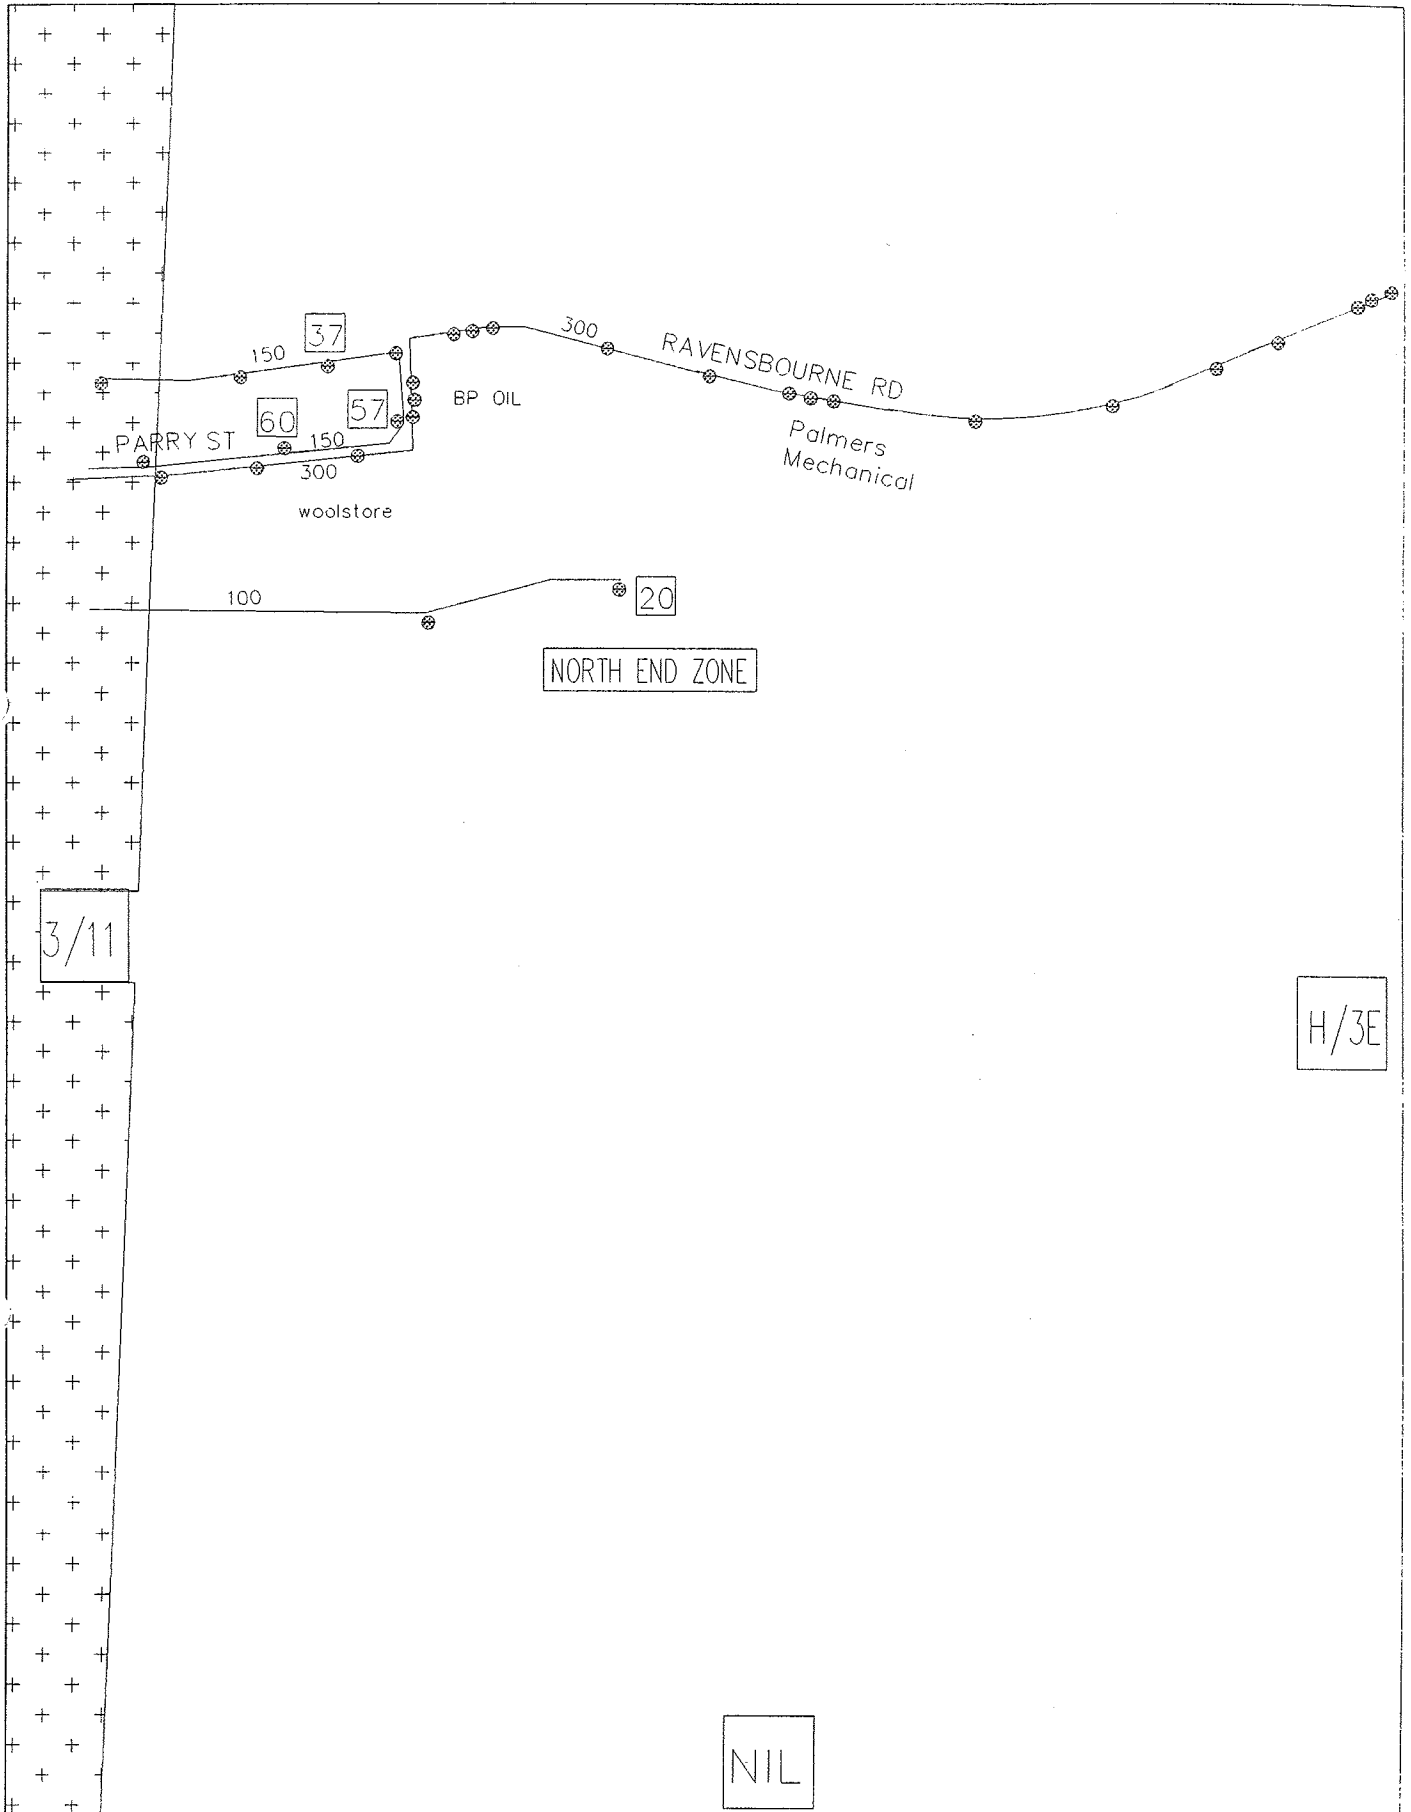 37
300
150
RAVENSBOURNE RD
BP OIL
57
60
PARRY ST
150
300
Palmers
Mechanical
woolstore
100
20
NORTH END ZONE
3/11
H/3E
NIL